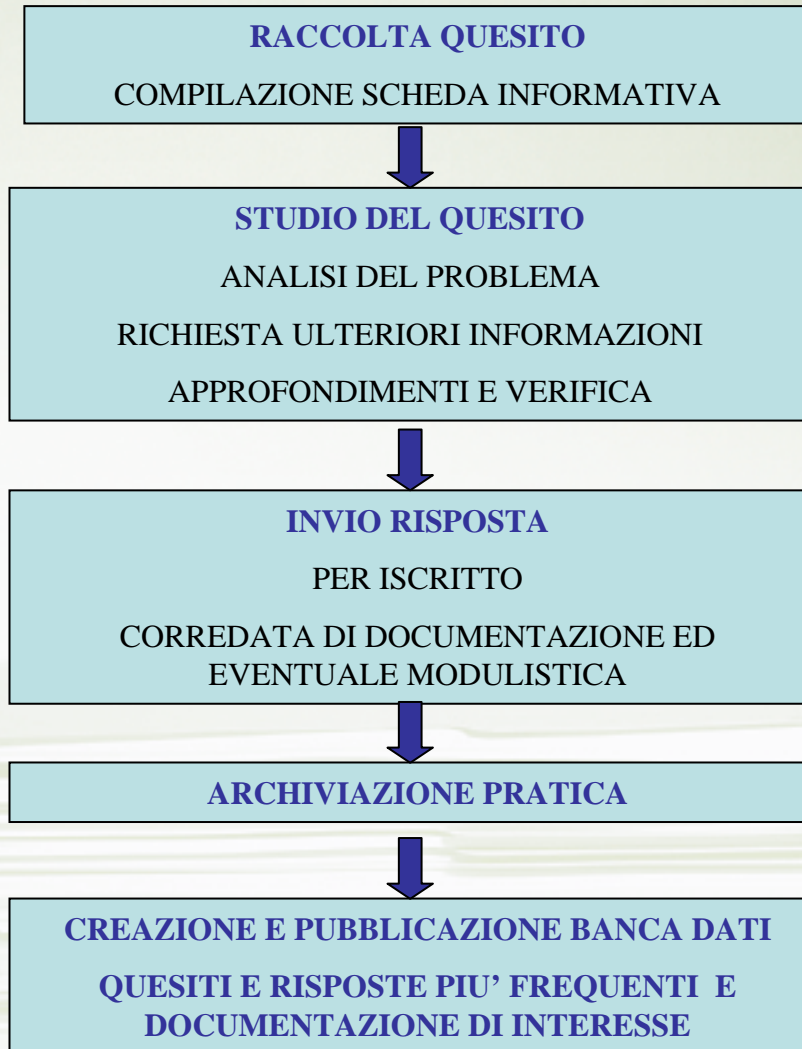 RACCOLTA QUESITO
COMPILAZIONE SCHEDA INFORMATIVA
STUDIO DEL QUESITO
ANALISI DEL PROBLEMA
RICHIESTA ULTERIORI INFORMAZIONI
APPROFONDIMENTI E VERIFICA
INVIO RISPOSTA
PER ISCRITTO
CORREDATA DI DOCUMENTAZIONE ED
EVENTUALE MODULISTICA
ARCHIVIAZIONE PRATICA
CREAZIONE E PUBBLICAZIONE BANCA DATI
QUESITI E RISPOSTE PIU’ FREQUENTI E
DOCUMENTAZIONE DI INTERESSE